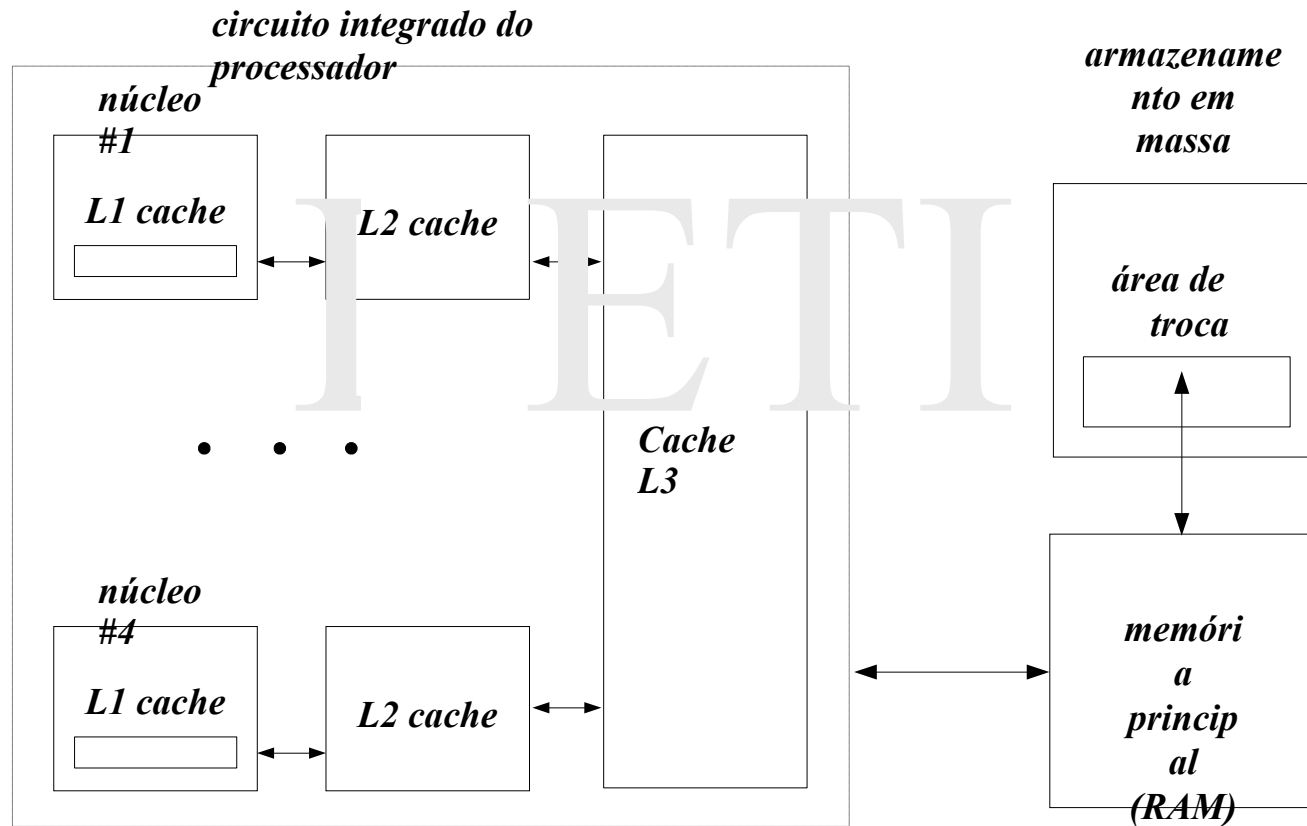 circuito integrado do
processador
armazename
nto em
massa
núcleo
#1
L1 cache
L2 cache
área de
troca
Cache
L3
núcleo
#4
L1 cache
L2 cache
memóri
a
princip
al
(RAM)
I ETI